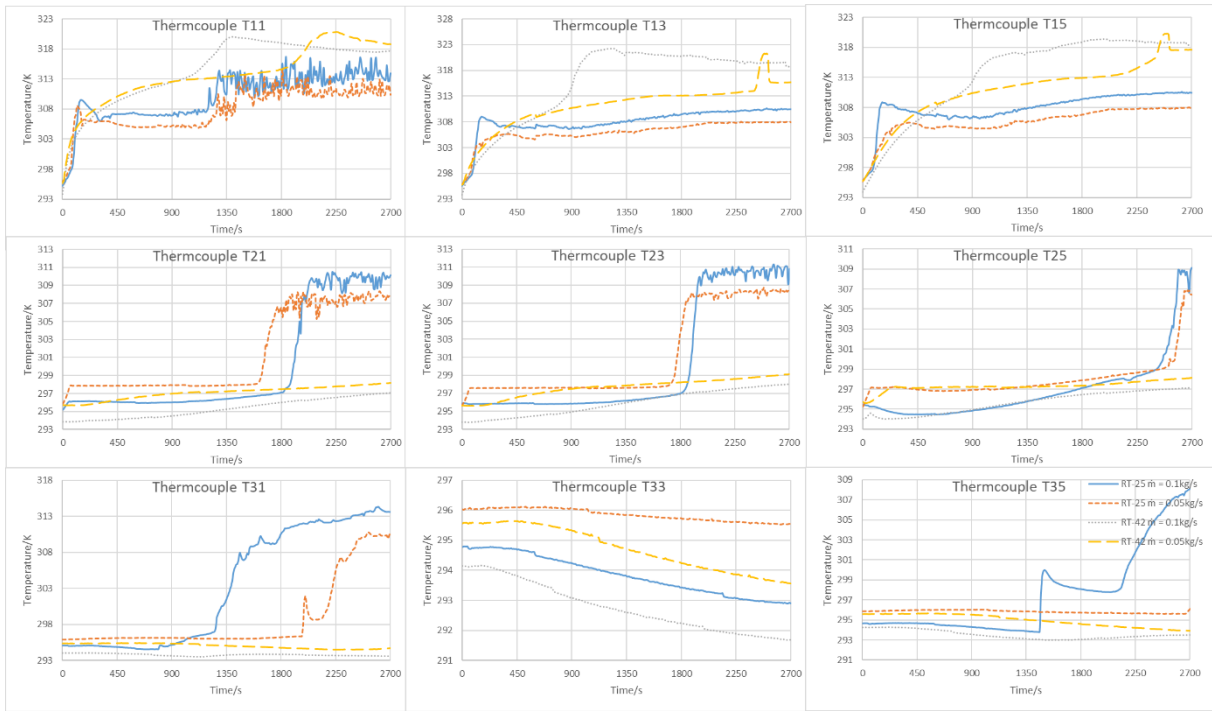 Thermcouple T11
Temperature/K
323
318
313
308
303
298
293
0 450 900 1350 1800 2250 2700
Time/s
Thermcouple T13
Temperature/K
328
323
318
313
308
303
298
293
0 450 900 1350 1800 2250 2700
Time/s
Thermcouple T15
Temperature/K
323
318
313
308
303
298
293
0 450 900 1350 1800 2250 2700
Time/s
Thermcouple T21
Temperature/K
313
311
309
307
305
303
301
299
297
295
293
0 450 900 1350 1800 2250 2700
Time/s
Thermcouple T23
Temperature/K
313
311
309
307
305
303
301
299
297
295
293
0 450 900 1350 1800 2250 2700
Time/s
Thermcouple T25
Temperature/K
311
309
307
305
303
301
299
297
295
293
0 450 900 1350 1800 2250 2700
Time/s
Thermcouple T31
Temperature/K
318
313
308
303
298
293
0 450 900 1350 1800 2250 2700
Time/s
Thermcouple T33
Temperature/K
297
296
295
294
293
292
291
0 450 900 1350 1800 2250 2700
Time/s
Thermcouple T35
Temperature/K
309
307
305
303
301
299
297
295
293
291
0 450 900 1350 1800 2250 2700
Time/s
RT-25 ṁ = 0.1kg/s
RT-25 ṁ = 0.05kg/s
RT-42 ṁ = 0.1kg/s
RT-42 ṁ = 0.05kg/s